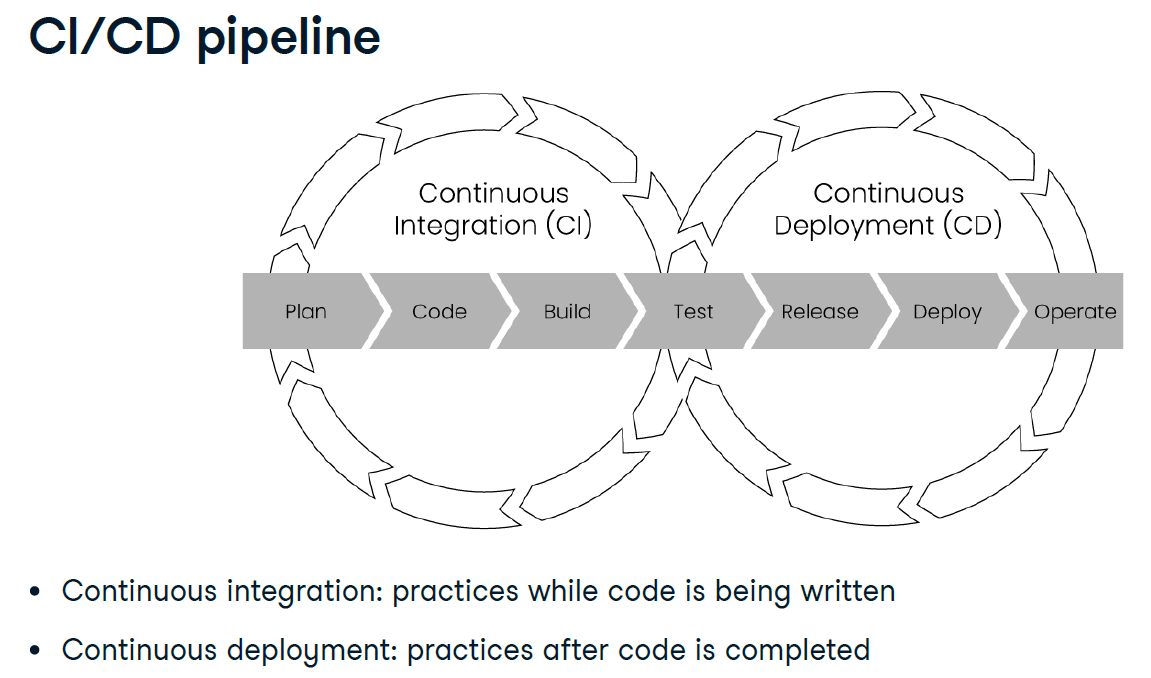 CI/CD pipeline
Continuous
Integration (CI)
Continuous
Deployment (CD)
Plan
Code
Build
Test
Release
Deploy
Operate
• Continuous integration: practices while code is being written
• Continuous deployment: practices after code is completed